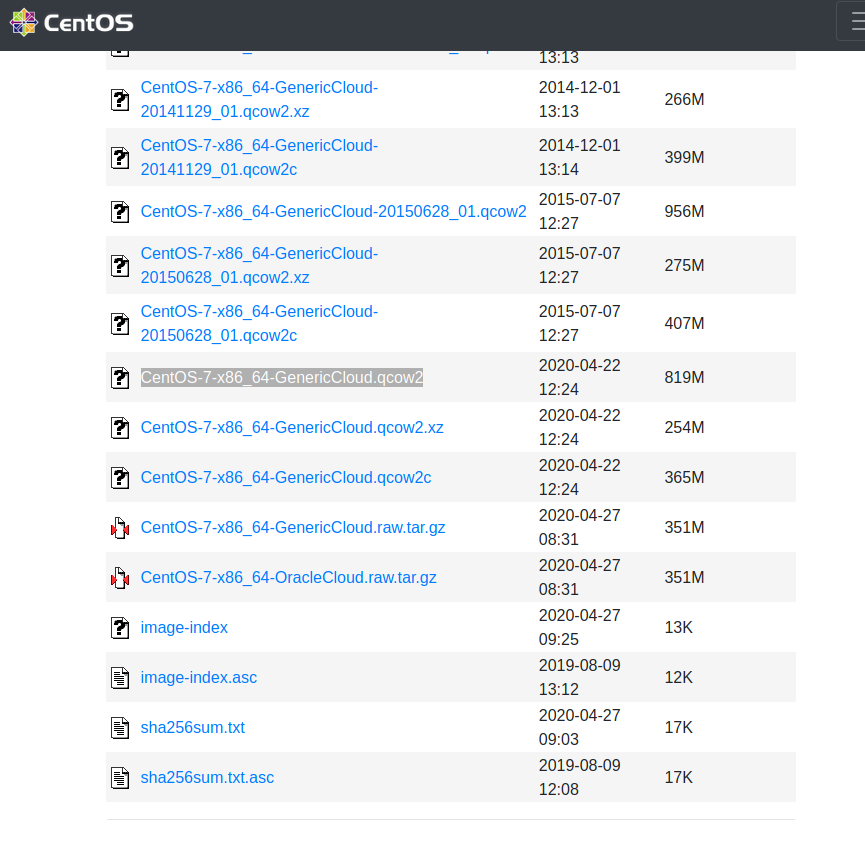 CentOS
13:13
CentOS-7-x86_64-GenericCloud-
20141129_01.qcow2.xz
2014-12-01
13:13
266M
CentOS-7-x86_64-GenericCloud-
20141129_01.qcow2c
2014-12-01
13:14
399M
CentOS-7-x86_64-GenericCloud-20150628_01.qcow2
2015-07-07
12:27
956M
CentOS-7-x86_64-GenericCloud-
20150628_01.qcow2.xz
2015-07-07
12:27
275M
CentOS-7-x86_64-GenericCloud-
20150628_01.qcow2c
2015-07-07
12:27
407M
CentOS-7-x86_64-GenericCloud.qcow2
2020-04-22
12:24
819M
CentOS-7-x86_64-GenericCloud.qcow2.xz
2020-04-22
12:24
254M
CentOS-7-x86_64-GenericCloud.qcow2c
2020-04-22
12:24
365M
CentOS-7-x86_64-GenericCloud.raw.tar.gz
2020-04-27
08:31
351M
CentOS-7-x86_64-OracleCloud.raw.tar.gz
2020-04-27
08:31
351M
image-index
2020-04-27
09:25
13K
image-index.asc
2019-08-09
13:12
12K
sha256sum.txt
2020-04-27
09:03
17K
sha256sum.txt.asc
2019-08-09
12:08
17K